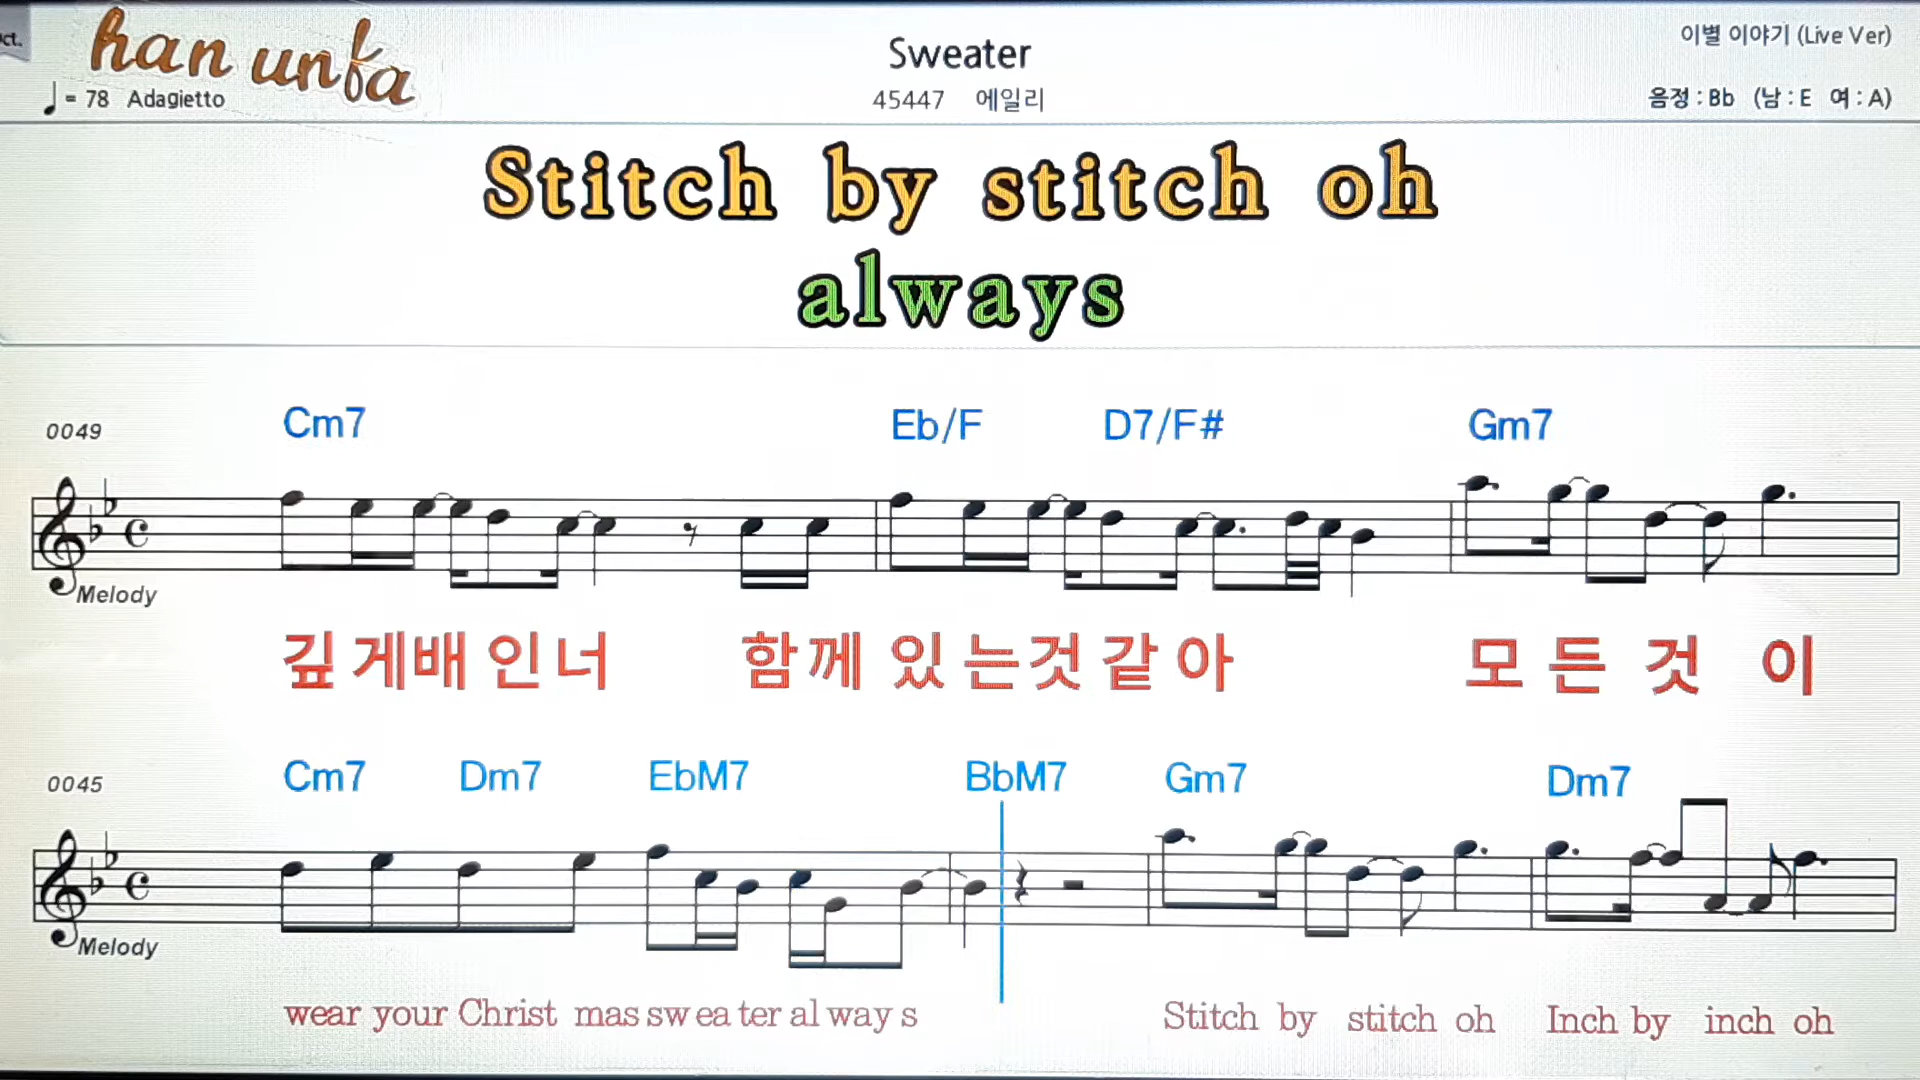 ct.
han unfa
Sweater
이별 이야기 (Live Ver)
= 78 Adagietto
45447 에일리
음정 : Bb (남 : E 여 : A)
Stitch by stitch oh
always
0049
Cm7 Eb/F D7/F# Gm7
Melody
깊 게 배 인 너 함 께 있 는 것 같 아 모 든 것 이
0045
Cm7 Dm7 EbM7 BbM7 Gm7 Dm7
Melody
wear your Christ mas sw ea ter al way s Stitch by stitch oh Inch by inch oh